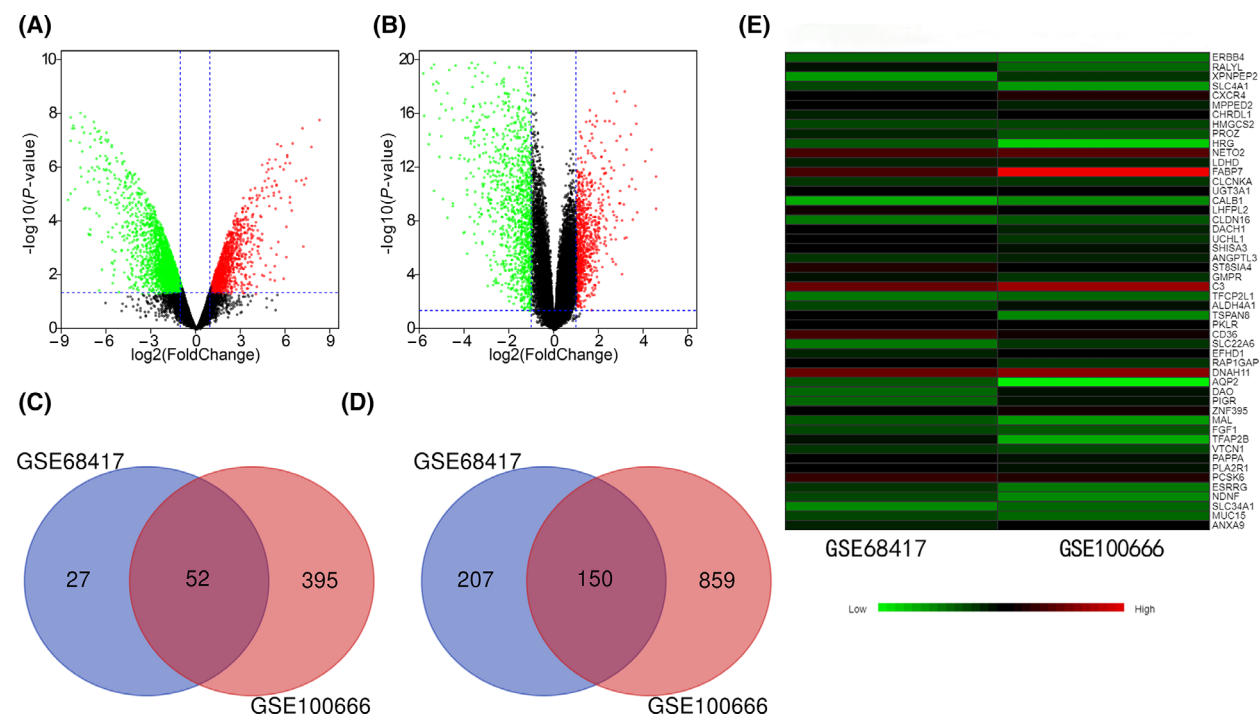 (A)
10
8
6
4
2
0
-log10(P-value)
−9
−6
−3
0
3
6
9
log2(FoldChange)
(B)
20
16
12
8
4
0
-log10(P-value)
−6
−4
−2
0
2
4
6
log2(FoldChange)
(C)
GSE68417
27
52
395
GSE100666
(D)
GSE68417
207
150
859
GSE100666
(E)
ERBB4
RALYL
XPNPEP2
SLC4A1
CXCR4
MPPED2
CHRDL1
HMGCS2
PROZ
HRG
NETO2
LDHD
FABP7
CLCNKA
UGT3A1
CALB1
LHFPL2
CLDN16
DACH1
UCHL1
SHISA3
ANGPTL3
ST8SIA4
GMPR
C3
TFCP2L1
ALDH4A1
TSPAN8
PKLR
CD36
SLC22A6
EFHD1
RAP1GAP
DNAH11
AQP2
DAO
PIGR
ZNF395
MAL
FGF1
TFAP2B
VTCN1
PAPPA
PLA2R1
PCSK6
ESRRG
NDNF
SLC34A1
MUC15
ANXA9
GSE68417
GSE100666
Low
High